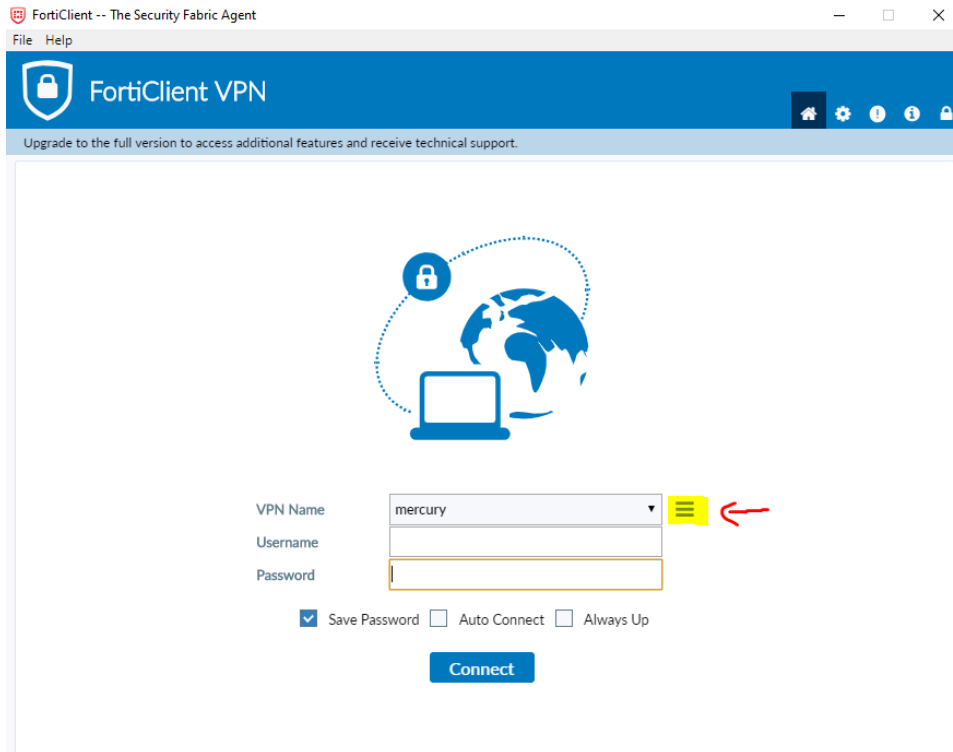 FortiClient -- The Security Fabric Agent
File Help
FortiClient VPN
Upgrade to the full version to access additional features and receive technical support.
VPN Name mercury
Username
Password
Save Password Auto Connect Always Up
Connect